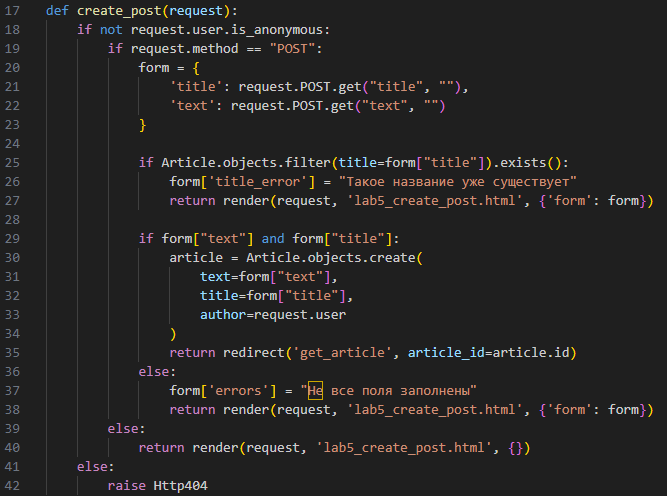 17 def create_post(request):
18     if not request.user.is_anonymous:
19         if request.method == "POST":
20             form = {
21                 'title': request.POST.get("title", ""),
22                 'text': request.POST.get("text", "")
23             }
24
25             if Article.objects.filter(title=form["title"]).exists():
26                 form['title_error'] = "Такое название уже существует"
27                 return render(request, 'lab5_create_post.html', {'form': form})
28
29             if form["text"] and form["title"]:
30                 article = Article.objects.create(
31                     text=form["text"],
32                     title=form["title"],
33                     author=request.user
34                 )
35                 return redirect('get_article', article_id=article.id)
36             else:
37                 form['errors'] = "Не все поля заполнены"
38                 return render(request, 'lab5_create_post.html', {'form': form})
39         else:
40             return render(request, 'lab5_create_post.html', {})
41     else:
42         raise Http404